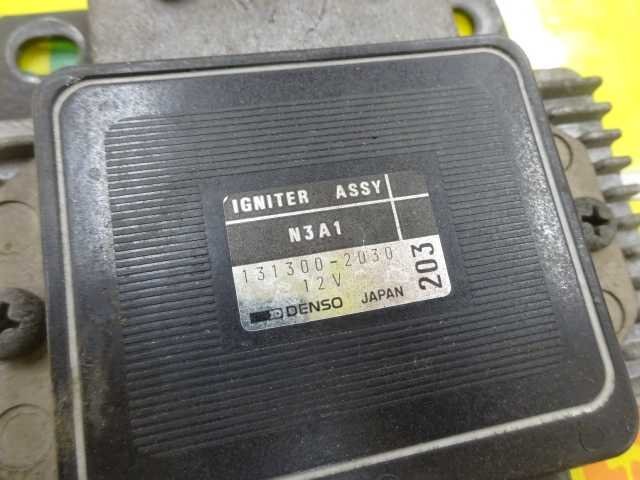 IGNITER ASSY
N3A1
131300-2030
12V
203
DENSO JAPAN